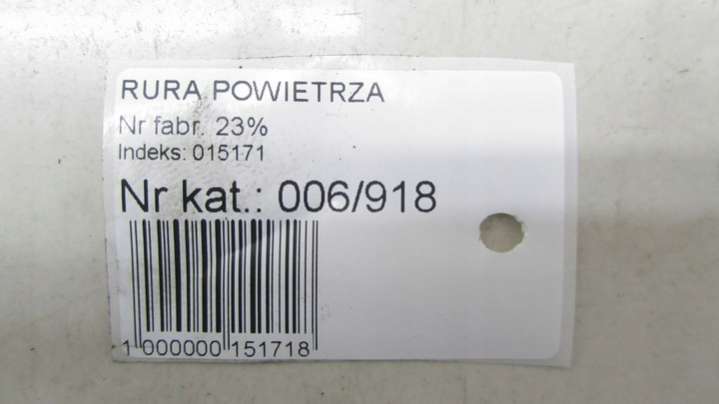 RURA POWIETRZA
Nr fabr. 23%
Indeks: 015171
Nr kat.: 006/918
1 000000 151718